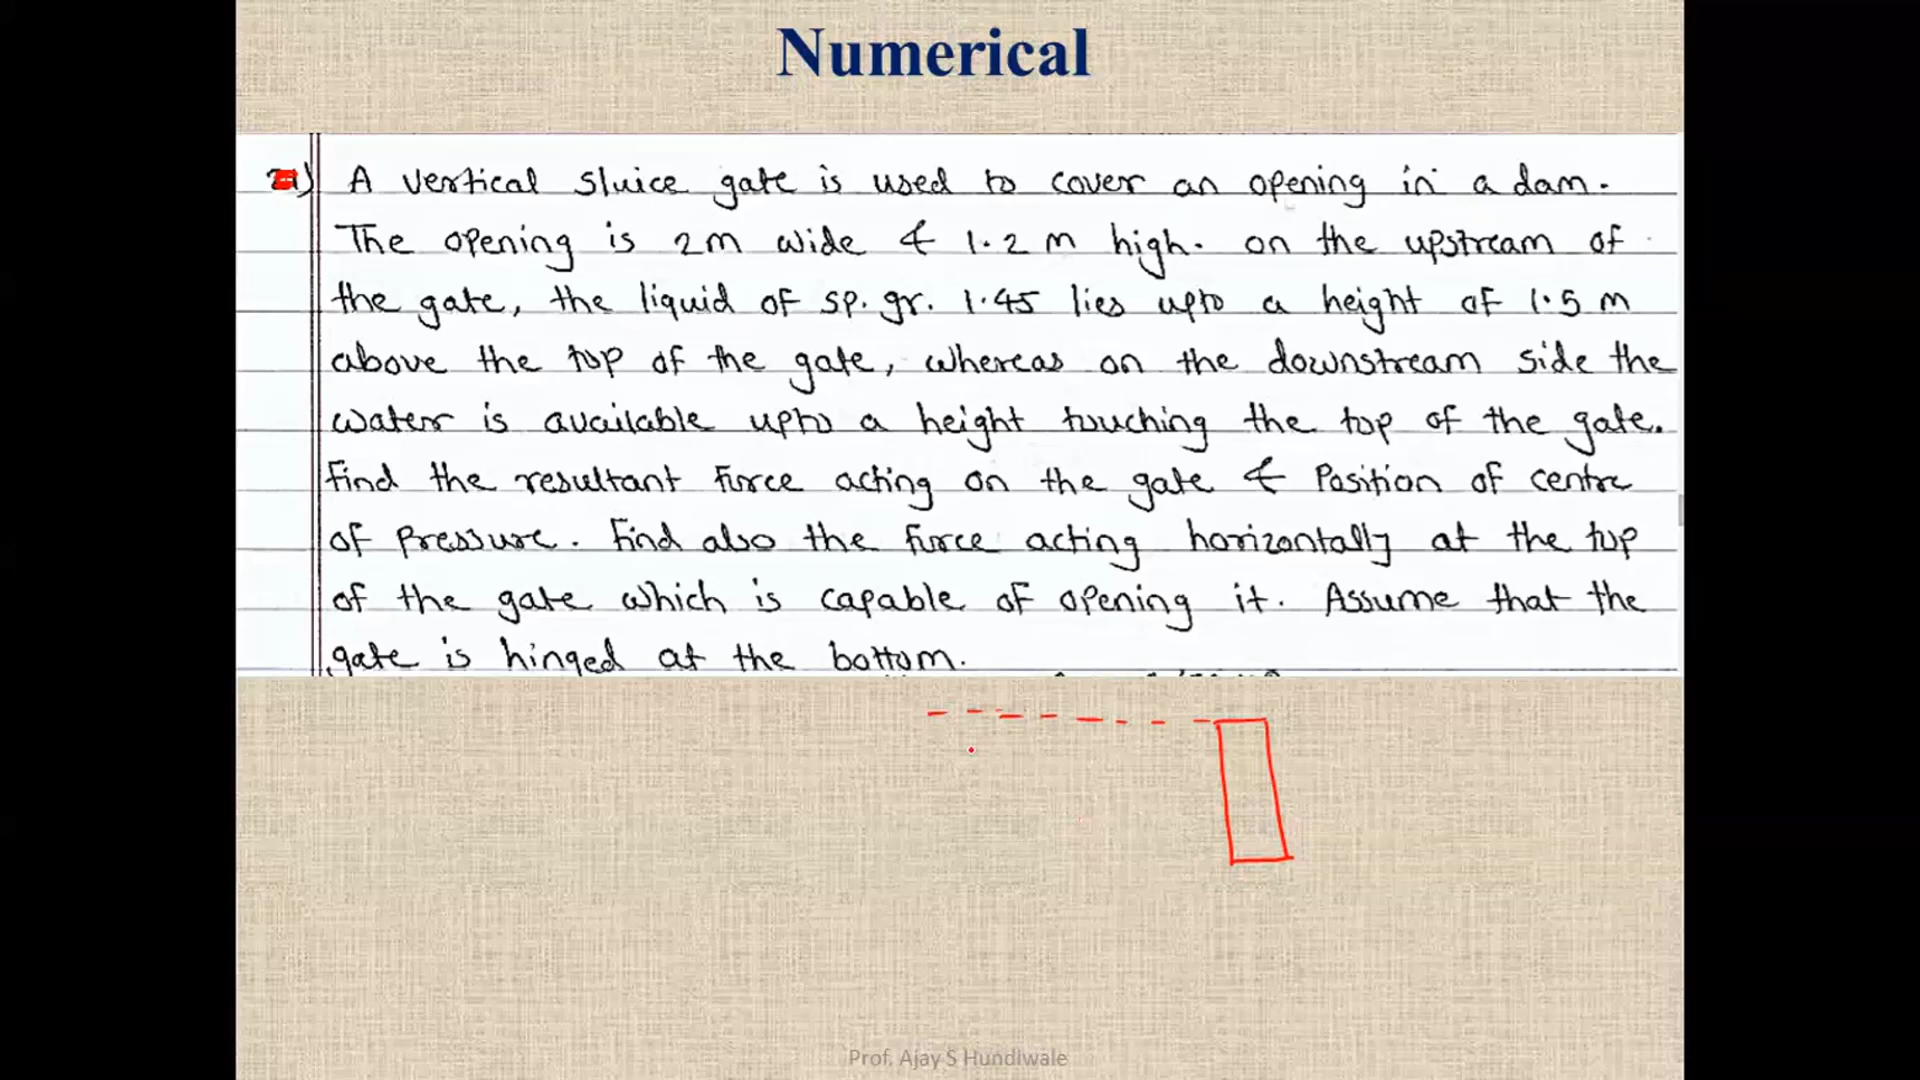 Numerical
A vertical sluice gate is used to cover an opening in a dam.
The opening is 2m wide & 1.2 m high. on the upstream of
the gate, the liquid of sp. gr. 1.45 lies upto a height of 1.5 m
above the top of the gate, whereas on the downstream side the
water is available upto a height touching the top of the gate.
Find the resultant force acting on the gate & Position of centre
of pressure. Find also the force acting horizontally at the top
of the gate which is capable of opening it. Assume that the
gate is hinged at the bottom.
Prof. Ajay S Hundiwale